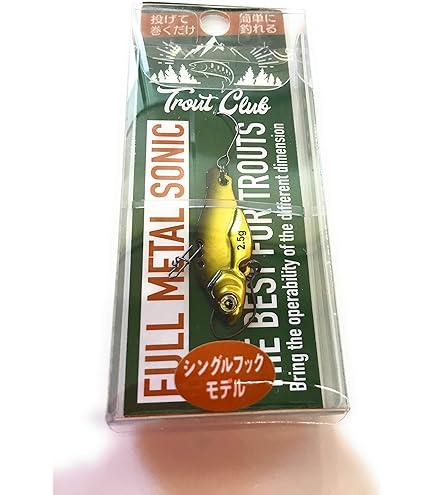 投げて
巻くだけ
簡単に
釣れる
Trout Club
FULL METAL SONIC
THE BEST FOR TROUTS
Bring the operability of the different dimension
2.5g
シングルフック
モデル